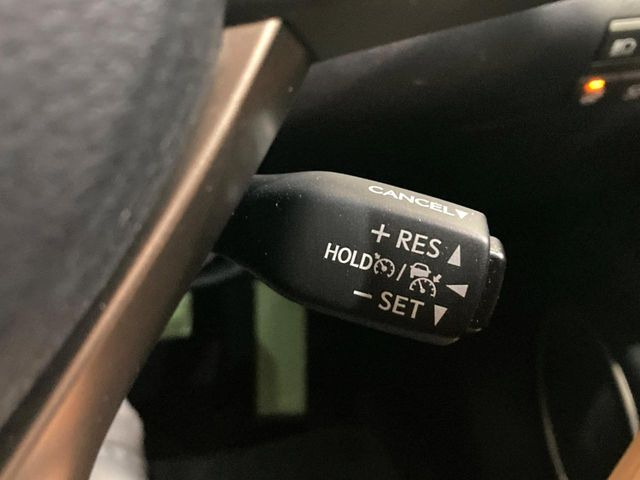 CANCEL▼
+ RES ▲
HOLD / ◀
− SET ▼